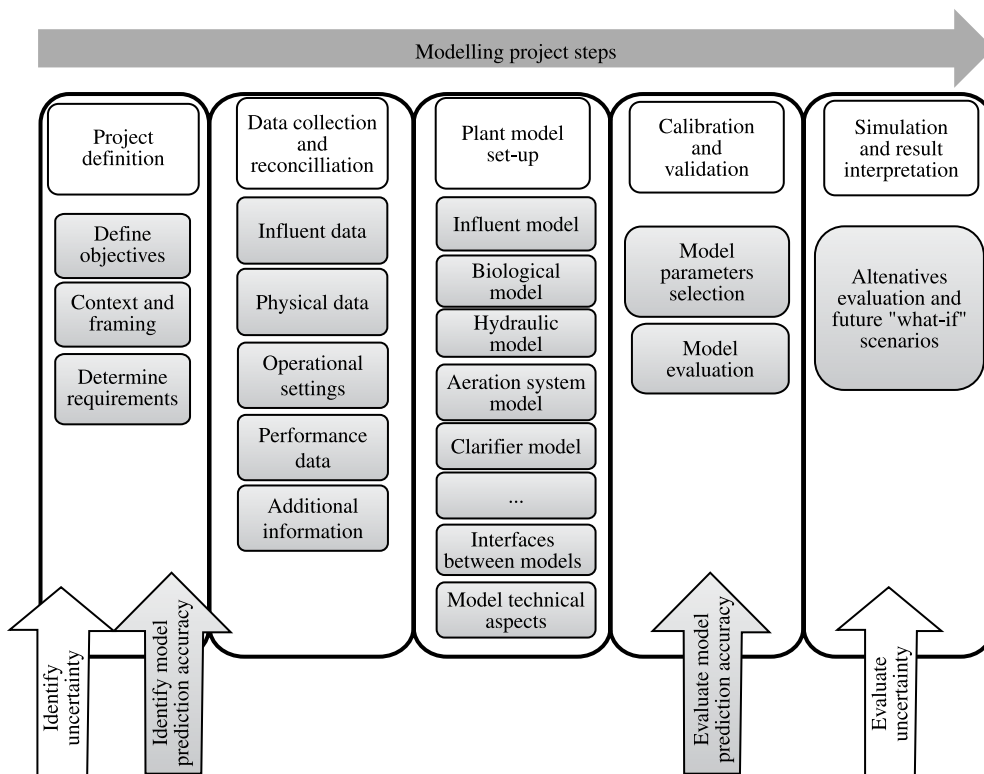 Modelling project steps
Project
definition
Define
objectives
Context and
framing
Determine
requirements
Data collection
and
reconcilliation
Influent data
Physical data
Operational
settings
Performance
data
Additional
information
Plant model
set-up
Influent model
Biological
model
Hydraulic
model
Aeration system
model
Clarifier model
...
Interfaces
between models
Model technical
aspects
Calibration
and
validation
Model
parameters
selection
Model
evaluation
Simulation
and result
interpretation
Altenatives
evaluation and
future "what-if"
scenarios
Identify
uncertainty
Identify model
prediction accuracy
Evaluate model
prediction accuracy
Evaluate
uncertainty